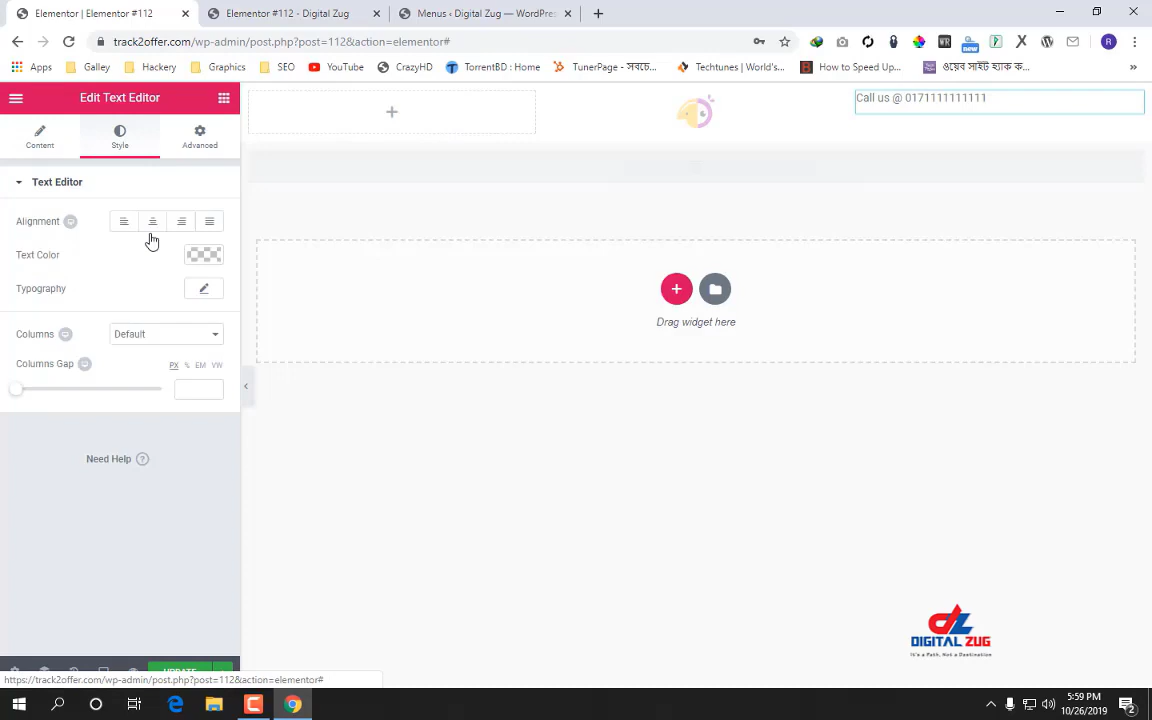 Elementor | Elementor #112
Elementor #112 - Digital Zug
Menus ‹ Digital Zug — WordPres
track2offer.com/wp-admin/post.php?post=112&action=elementor#
Apps
Galley
Hackery
Graphics
SEO
YouTube
CrazyHD
TorrentBD : Home
TunerPage - সবচে...
Techtunes | World's...
How to Speed Up...
ওয়েব সাইট হ্যাক ক...
»
Edit Text Editor
Content
Style
Advanced
Text Editor
Alignment
Text Color
Typography
Columns
Default
Columns Gap
PX % EM VW
Need Help ?
UPDATE
Call us @ 0171111111111
Drag widget here
DIGITAL ZUG
It's a Path, Not a Destination
https://track2offer.com/wp-admin/post.php?post=112&action=elementor#
5:59 PM
10/26/2019
2